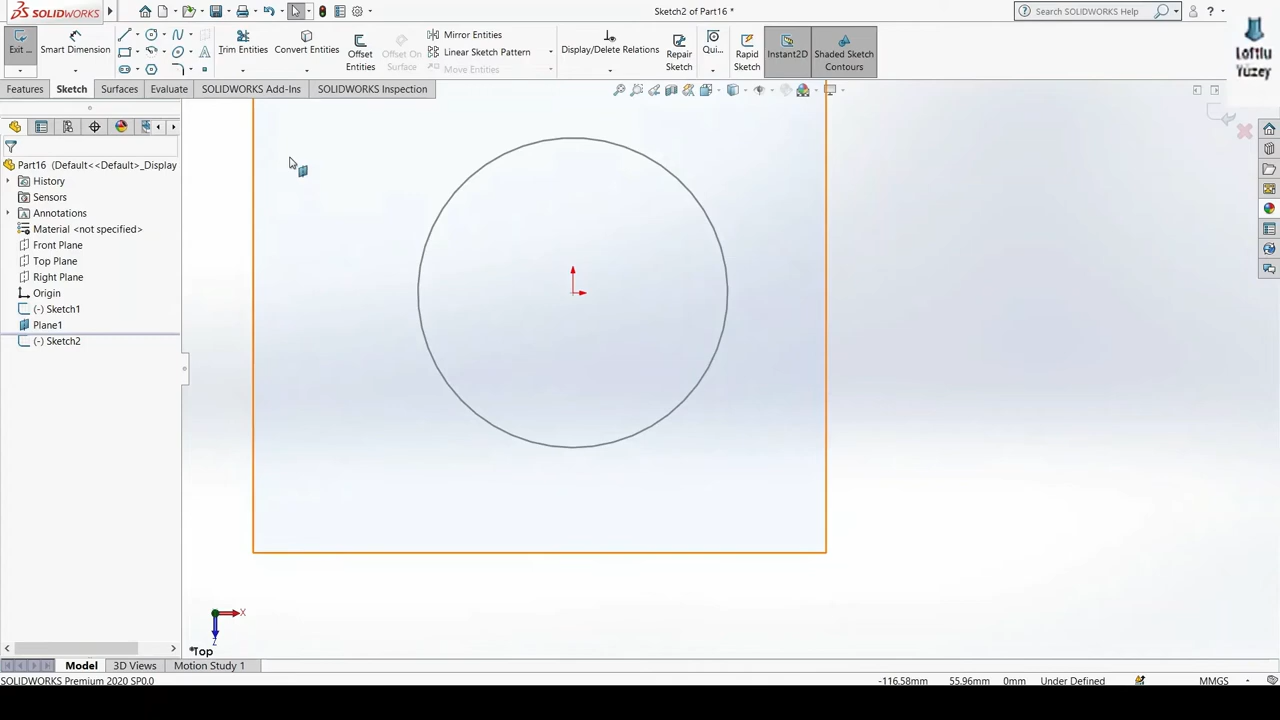 SOLIDWORKS
Sketch2 of Part16 *
Search SOLIDWORKS Help
Exit ...
Smart Dimension
Trim Entities
Convert Entities
Offset Entities
Offset On Surface
Mirror Entities
Linear Sketch Pattern
Move Entities
Display/Delete Relations
Repair Sketch
Qui...
Rapid Sketch
Instant2D
Shaded Sketch Contours
Loftlu Yüzey
Features
Sketch
Surfaces
Evaluate
SOLIDWORKS Add-Ins
SOLIDWORKS Inspection
Part16 (Default<<Default>_Display
History
Sensors
Annotations
Material <not specified>
Front Plane
Top Plane
Right Plane
Origin
(-) Sketch1
Plane1
(-) Sketch2
X
Z
*Top
Model
3D Views
Motion Study 1
SOLIDWORKS Premium 2020 SP0.0
-116.58mm
55.96mm
0mm
Under Defined
MMGS